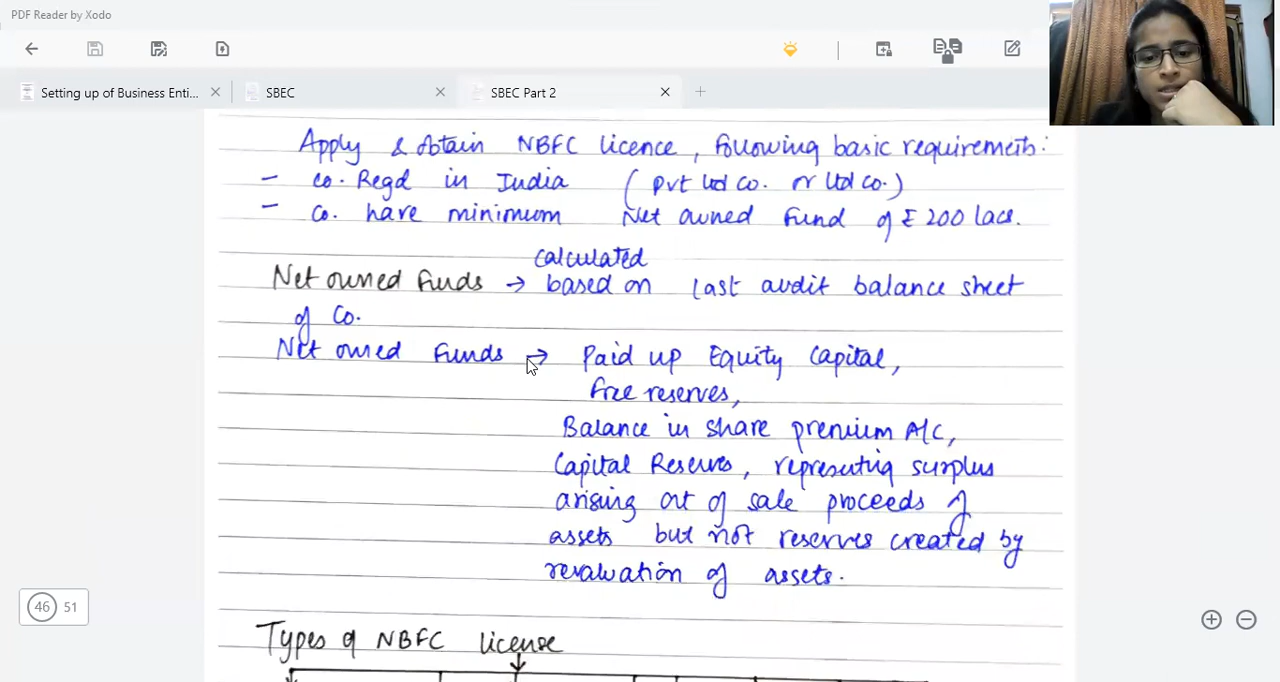 PDF Reader by Xodo
Setting up of Business Enti...
SBEC
SBEC Part 2
Apply & obtain NBFC licence, following basic requirements:
- Co. Regd in India (Pvt Ltd Co. or Ltd Co.)
- Co. have minimum Net owned Fund of ₹ 200 lacs.
calculated
Net owned Funds → based on last audit balance sheet
of Co.
Net owned Funds → Paid up Equity Capital,
free reserves,
Balance in share premium A/C,
Capital Reserves, representing surplus
arising out of sale proceeds of
assets but not reserves created by
revaluation of assets.
46 51
Types of NBFC license